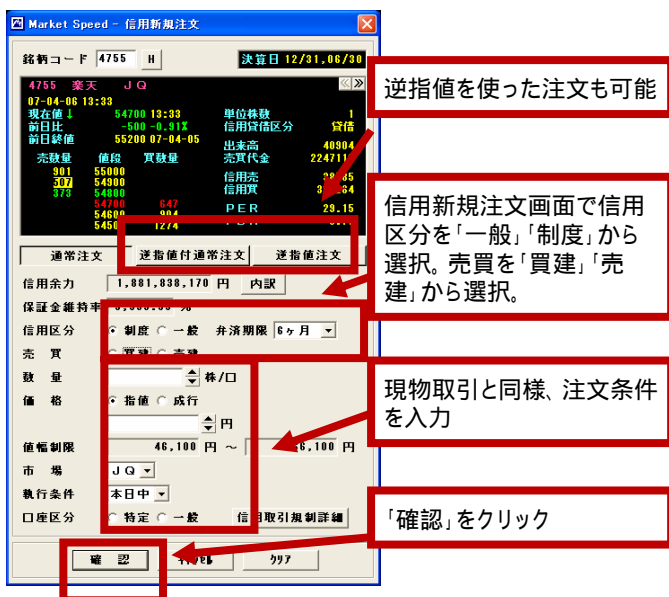 Market Speed - 信用新規注文
銘柄コード 4755 H 決算日 12/31,06/30
4755 楽天 ＪＱ
07-04-06 13:33
現在値↓ 54700 13:33 単位株数 1
前日比 -500 -0.91% 信用貸借区分 貸借
前日終値 55200 07-04-05
出来高 40904
売数量 値段 買数量 売買代金
901 55000
507 54900 信用売
373 54800 信用買
54700 647
54600 904 ＰＥＲ 29.15
1274
通常注文 逆指値付通常注文 逆指値注文
信用余力 1,881,838,170 円 内訳
保証金維持率 %
信用区分 制度 一般 弁済期限 6ヶ月
売 買 買建 売建
数 量 株/口
価 格 指値 成行
円
値幅制限 46,100 円 ～ 6,100 円
市 場 ＪＱ
執行条件 本日中
口座区分 特定 一般 信用取引規制詳細
確 認 ｷｬﾝｾﾙ ｸﾘｱ
逆指値を使った注文も可能
信用新規注文画面で信用
区分を「一般」「制度」から
選択。売買を「買建」「売
建」から選択。
現物取引と同様、注文条件
を入力
「確認」をクリック